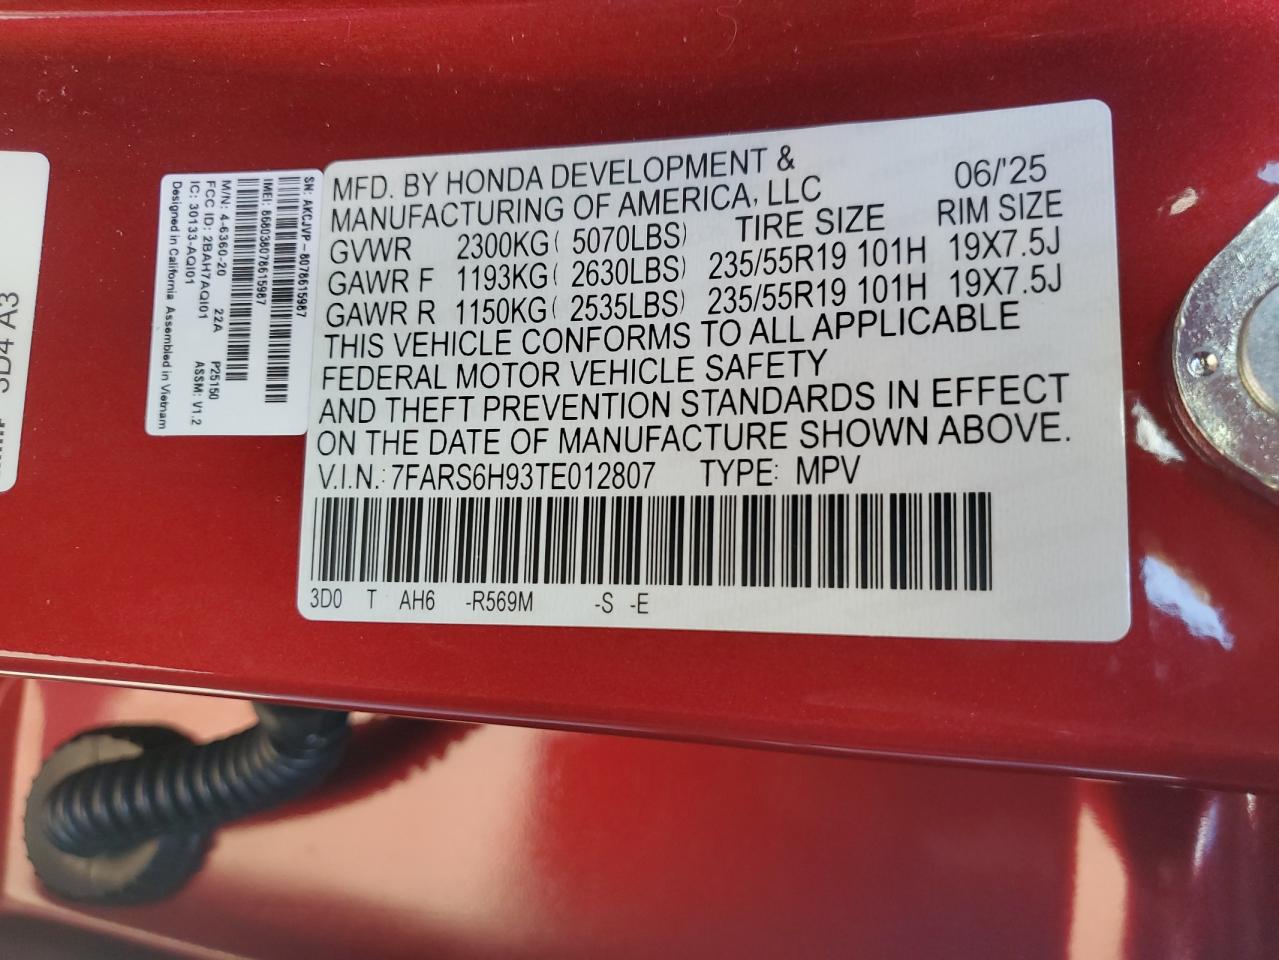 MFD. BY HONDA DEVELOPMENT & 06/'25
MANUFACTURING OF AMERICA, LLC
GVWR 2300KG( 5070LBS) TIRE SIZE RIM SIZE
GAWR F 1193KG( 2630LBS) 235/55R19 101H 19X7.5J
GAWR R 1150KG( 2535LBS) 235/55R19 101H 19X7.5J
THIS VEHICLE CONFORMS TO ALL APPLICABLE
FEDERAL MOTOR VEHICLE SAFETY
AND THEFT PREVENTION STANDARDS IN EFFECT
ON THE DATE OF MANUFACTURE SHOWN ABOVE.
V.I.N.: 7FARS6H93TE012807 TYPE: MPV
3D0 T AH6 -R569M -S -E
SN: AKCJVP-8078615987
IMEI: 868038078615987
M/N: 4-6360-20 22A P25150
FCC ID: 2BAH7AQI01 ASSM: V1.2
IC: 30133-AQI01
Designed in California Assembled in Vietnam
3D4 A3